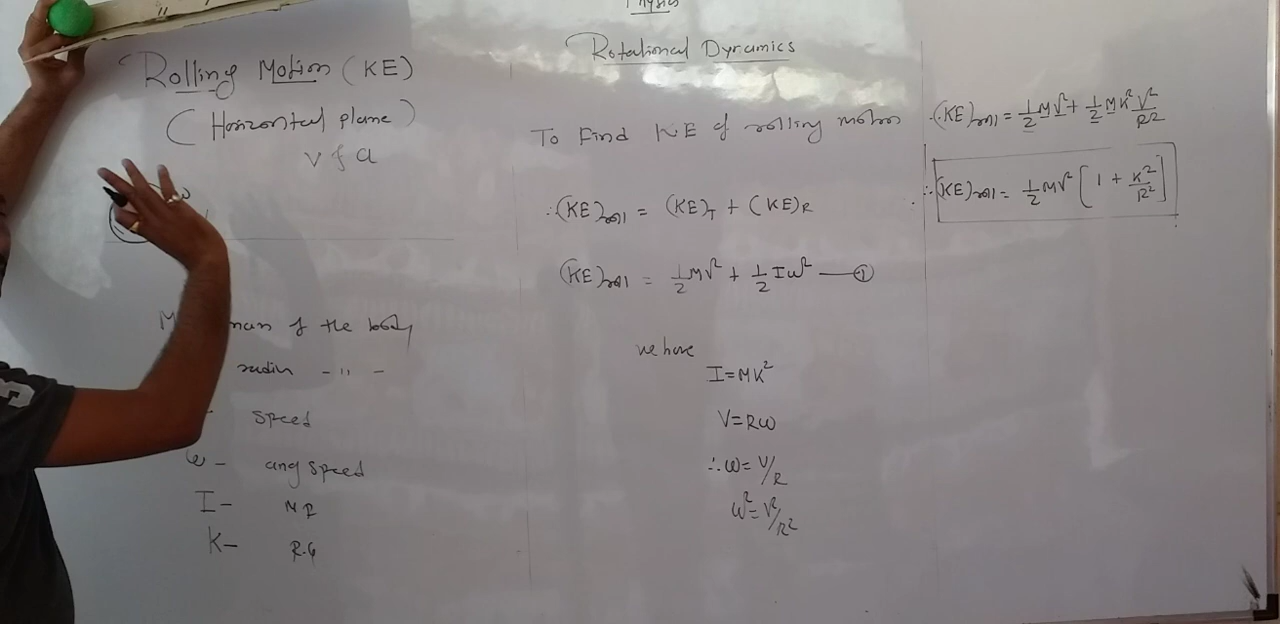 Physics
Rotational Dynamics
Rolling Motion (KE)
(Horizontal plane)
V & a
ω
mass of the body
radius -〃-
speed
ω - ang speed
I -
K - R.G
To Find KE of rolling motion
∴(KE)roll = (KE)T + (KE)R
(KE)roll = 1/2 MV² + 1/2 Iω² —①
we have
I = MK²
V = Rω
∴ω = V/R
ω² = V²/R²
∴(KE)roll = 1/2 MV² + 1/2 MK² V²/R²
∴(KE)roll = 1/2 MV² [1 + K²/R²]